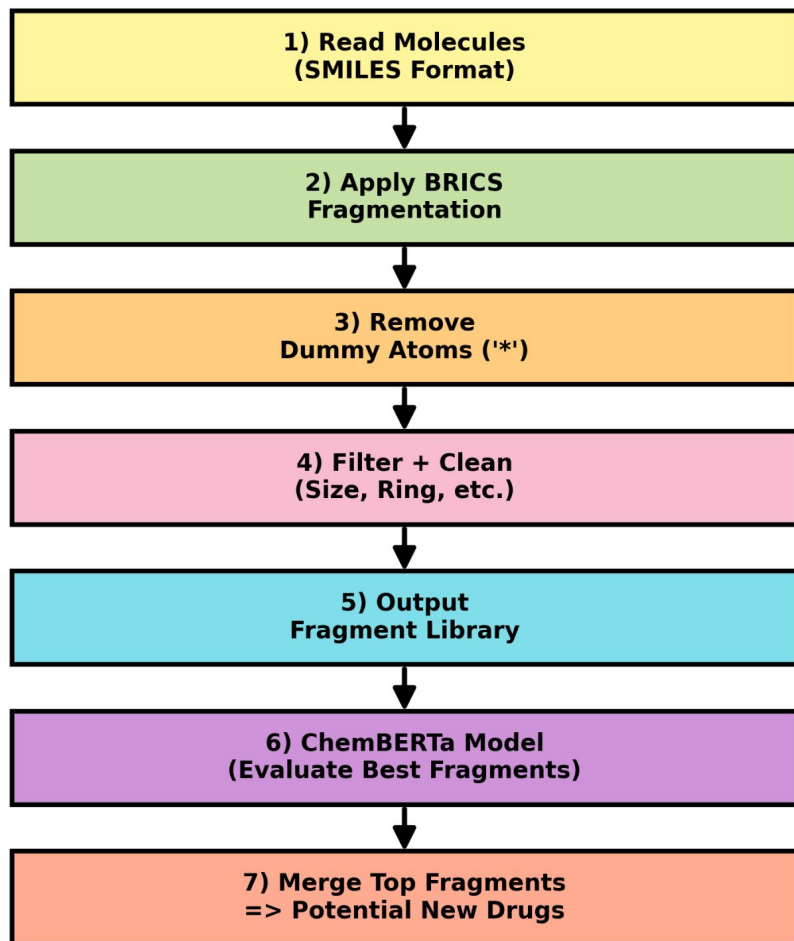 1) Read Molecules
(SMILES Format)
2) Apply BRICS
Fragmentation
3) Remove
Dummy Atoms ('*')
4) Filter + Clean
(Size, Ring, etc.)
5) Output
Fragment Library
6) ChemBERTa Model
(Evaluate Best Fragments)
7) Merge Top Fragments
=> Potential New Drugs